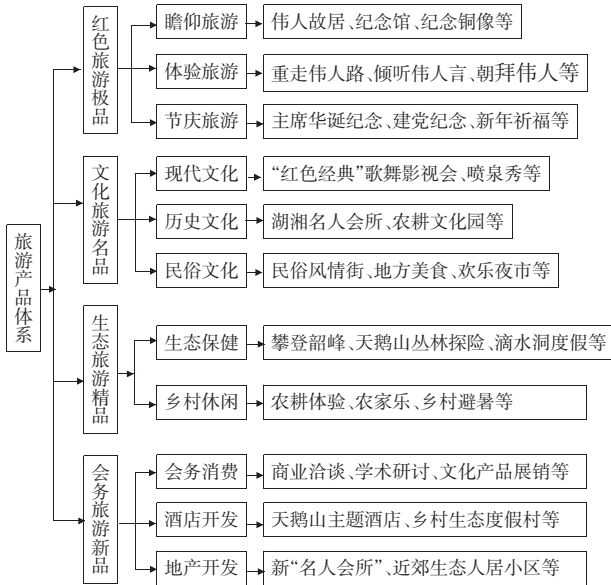 旅游产品体系
红色旅游极品
瞻仰旅游
伟人故居、纪念馆、纪念铜像等
体验旅游
重走伟人路、倾听伟人言、朝拜伟人等
节庆旅游
主席华诞纪念、建党纪念、新年祈福等
文化旅游名品
现代文化
“红色经典”歌舞影视会、喷泉秀等
历史文化
湖湘名人会所、农耕文化园等
民俗文化
民俗风情街、地方美食、欢乐夜市等
生态旅游精品
生态保健
攀登韶峰、天鹅山丛林探险、滴水洞度假等
乡村休闲
农耕体验、农家乐、乡村避暑等
会务旅游新品
会务消费
商业洽谈、学术研讨、文化产品展销等
酒店开发
天鹅山主题酒店、乡村生态度假村等
地产开发
新“名人会所”、近郊生态人居小区等